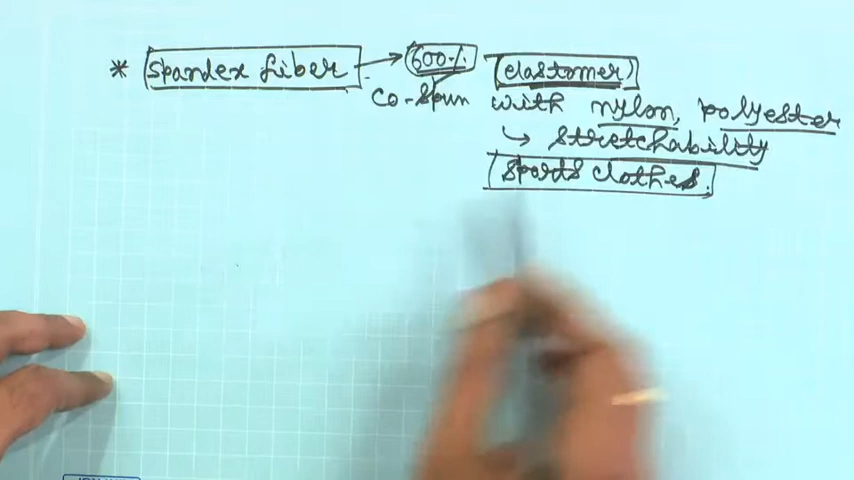 * Spandex fiber → 600% (elastomer)
co-spun with nylon, polyester
↳ stretchability
sports clothes.